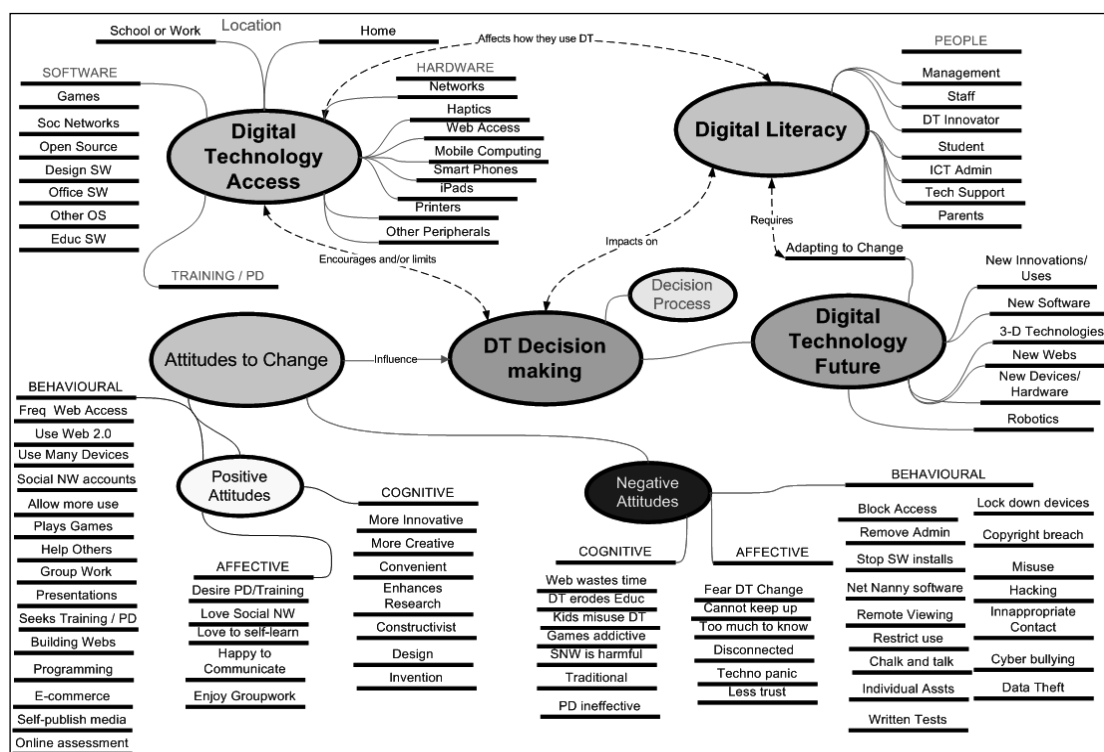 Location
School or Work
Home
SOFTWARE
Games
Soc Networks
Open Source
Design SW
Office SW
Other OS
Educ SW
TRAINING / PD
Digital
Technology
Access
HARDWARE
Networks
Haptics
Web Access
Mobile Computing
Smart Phones
iPads
Printers
Other Peripherals
Affects how they use DT
Digital Literacy
PEOPLE
Management
Staff
DT Innovator
Student
ICT Admin
Tech Support
Parents
Encourages and/or limits
Impacts on
Requires
Adapting to Change
Decision
Process
Attitudes to Change
Influence
DT Decision
making
Digital
Technology
Future
New Innovations/
Uses
New Software
3-D Technologies
New Webs
New Devices/
Hardware
Robotics
BEHAVIOURAL
Freq Web Access
Use Web 2.0
Use Many Devices
Social NW accounts
Allow more use
Plays Games
Help Others
Group Work
Presentations
Seeks Training / PD
Building Webs
Programming
E-commerce
Self-publish media
Online assessment
Positive
Attitudes
AFFECTIVE
Desire PD/Training
Love Social NW
Love to self-learn
Happy to
Communicate
Enjoy Groupwork
COGNITIVE
More Innovative
More Creative
Convenient
Enhances
Research
Constructivist
Design
Invention
Negative
Attitudes
COGNITIVE
Web wastes time
DT erodes Educ
Kids misuse DT
Games addictive
SNW is harmful
Traditional
PD ineffective
AFFECTIVE
Fear DT Change
Cannot keep up
Too much to know
Disconnected
Techno panic
Less trust
BEHAVIOURAL
Block Access
Remove Admin
Stop SW installs
Net Nanny software
Remote Viewing
Restrict use
Chalk and talk
Individual Assts
Written Tests
Lock down devices
Copyright breach
Misuse
Hacking
Innappropriate
Contact
Cyber bullying
Data Theft